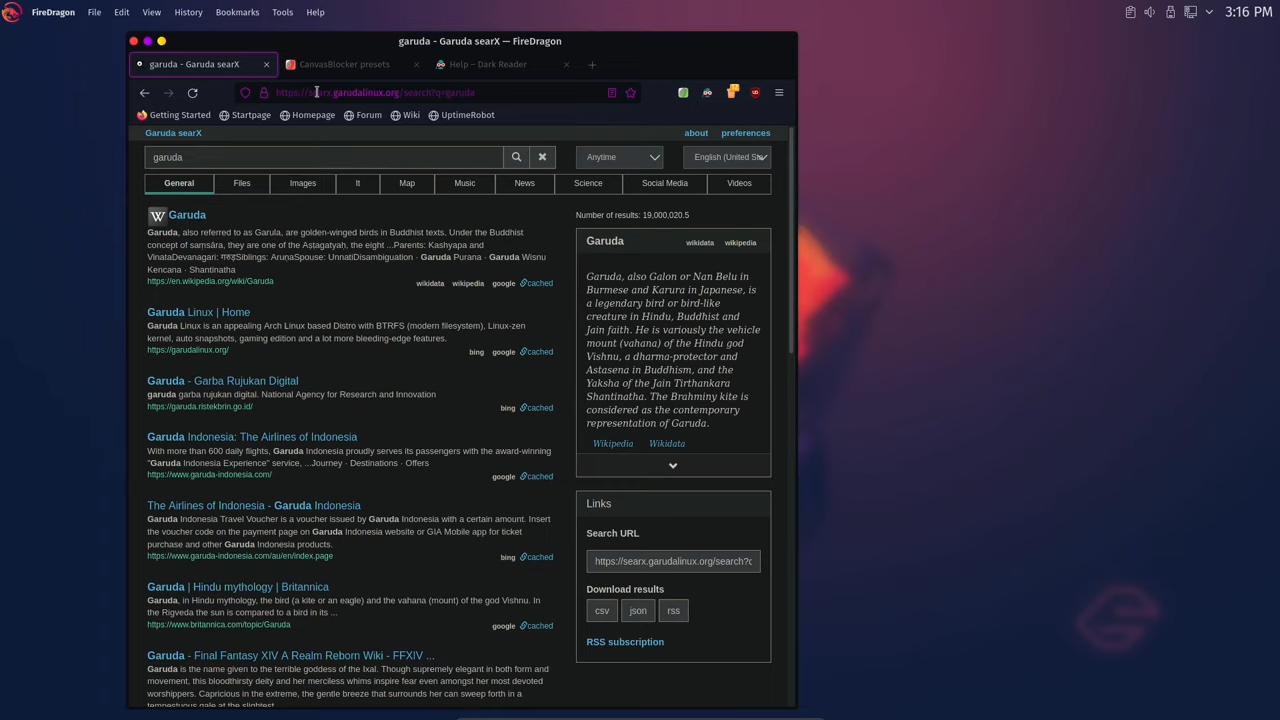 FireDragon File Edit View History Bookmarks Tools Help 3:16 PM
garuda - Garuda searX — FireDragon
garuda - Garuda searX CanvasBlocker presets Help – Dark Reader
https://searx.garudalinux.org/search?q=garuda
Getting Started Startpage Homepage Forum Wiki UptimeRobot
Garuda searX about preferences
garuda Anytime English (United Sta
General Files Images It Map Music News Science Social Media Videos
Garuda
Garuda, also referred to as Garula, are golden-winged birds in Buddhist texts. Under the Buddhist
concept of saṃsāra, they are one of the Aṣṭagatyaḥ, the eight ...Parents: Kashyapa and
VinataDevanagari: गरुड़Siblings: AruṇaSpouse: UnnatiDisambiguation · Garuda Purana · Garuda Wisnu
Kencana · Shantinatha
https://en.wikipedia.org/wiki/Garuda wikidata wikipedia google cached
Garuda Linux | Home
Garuda Linux is an appealing Arch Linux based Distro with BTRFS (modern filesystem), Linux-zen
kernel, auto snapshots, gaming edition and a lot more bleeding-edge features.
https://garudalinux.org/ bing google cached
Garuda - Garba Rujukan Digital
garuda garba rujukan digital. National Agency for Research and Innovation
https://garuda.ristekbrin.go.id/ bing cached
Garuda Indonesia: The Airlines of Indonesia
With more than 600 daily flights, Garuda Indonesia proudly serves its passengers with the award-winning
"Garuda Indonesia Experience" service, ...Journey · Destinations · Offers
https://www.garuda-indonesia.com/ google cached
The Airlines of Indonesia - Garuda Indonesia
Garuda Indonesia Travel Voucher is a voucher issued by Garuda Indonesia with a certain amount. Insert
the voucher code on the payment page on Garuda Indonesia website or GIA Mobile app for ticket
purchase and other Garuda Indonesia products.
https://www.garuda-indonesia.com/au/en/index.page bing cached
Garuda | Hindu mythology | Britannica
Garuda, in Hindu mythology, the bird (a kite or an eagle) and the vahana (mount) of the god Vishnu. In
the Rigveda the sun is compared to a bird in its ...
https://www.britannica.com/topic/Garuda google cached
Garuda - Final Fantasy XIV A Realm Reborn Wiki - FFXIV ...
Garuda is the name given to the terrible goddess of the Ixal. Though supremely elegant in both form and
movement, this bloodthirsty deity and her merciless whims inspire fear even amongst her most devoted
worshippers. Capricious in the extreme, the gentle breeze that surrounds her can sweep forth in a
tempestuous gale at the slightest
Number of results: 19,000,020.5
Garuda wikidata wikipedia
Garuda, also Galon or Nan Belu in
Burmese and Karura in Japanese, is
a legendary bird or bird-like
creature in Hindu, Buddhist and
Jain faith. He is variously the vehicle
mount (vahana) of the Hindu god
Vishnu, a dharma-protector and
Astasena in Buddhism, and the
Yaksha of the Jain Tirthankara
Shantinatha. The Brahminy kite is
considered as the contemporary
representation of Garuda.
Wikipedia Wikidata
Links
Search URL
https://searx.garudalinux.org/search?q
Download results
csv json rss
RSS subscription